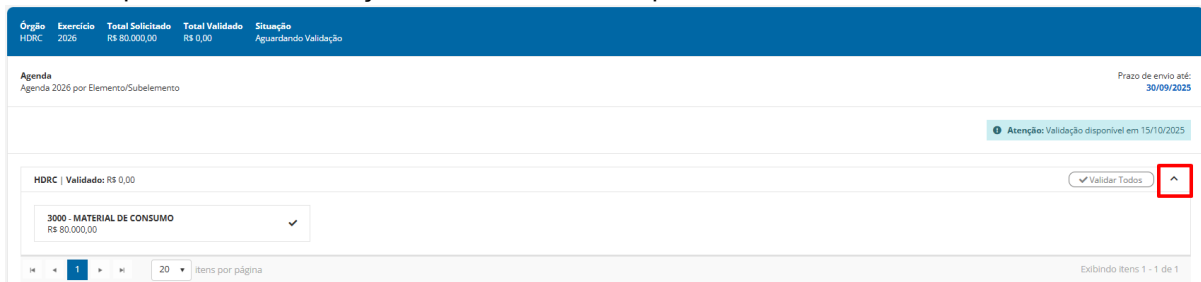 Órgão Exercício Total Solicitado Total Validado Situação
HDRC 2026 R$ 80.000,00 R$ 0,00 Aguardando Validação
Agenda
Agenda 2026 por Elemento/Subelemento
Prazo de envio até:
30/09/2025
Atenção: Validação disponível em 15/10/2025
HDRC | Validado: R$ 0,00
Validar Todos
3000 - MATERIAL DE CONSUMO
R$ 80.000,00
1 20 itens por página Exibindo itens 1 - 1 de 1